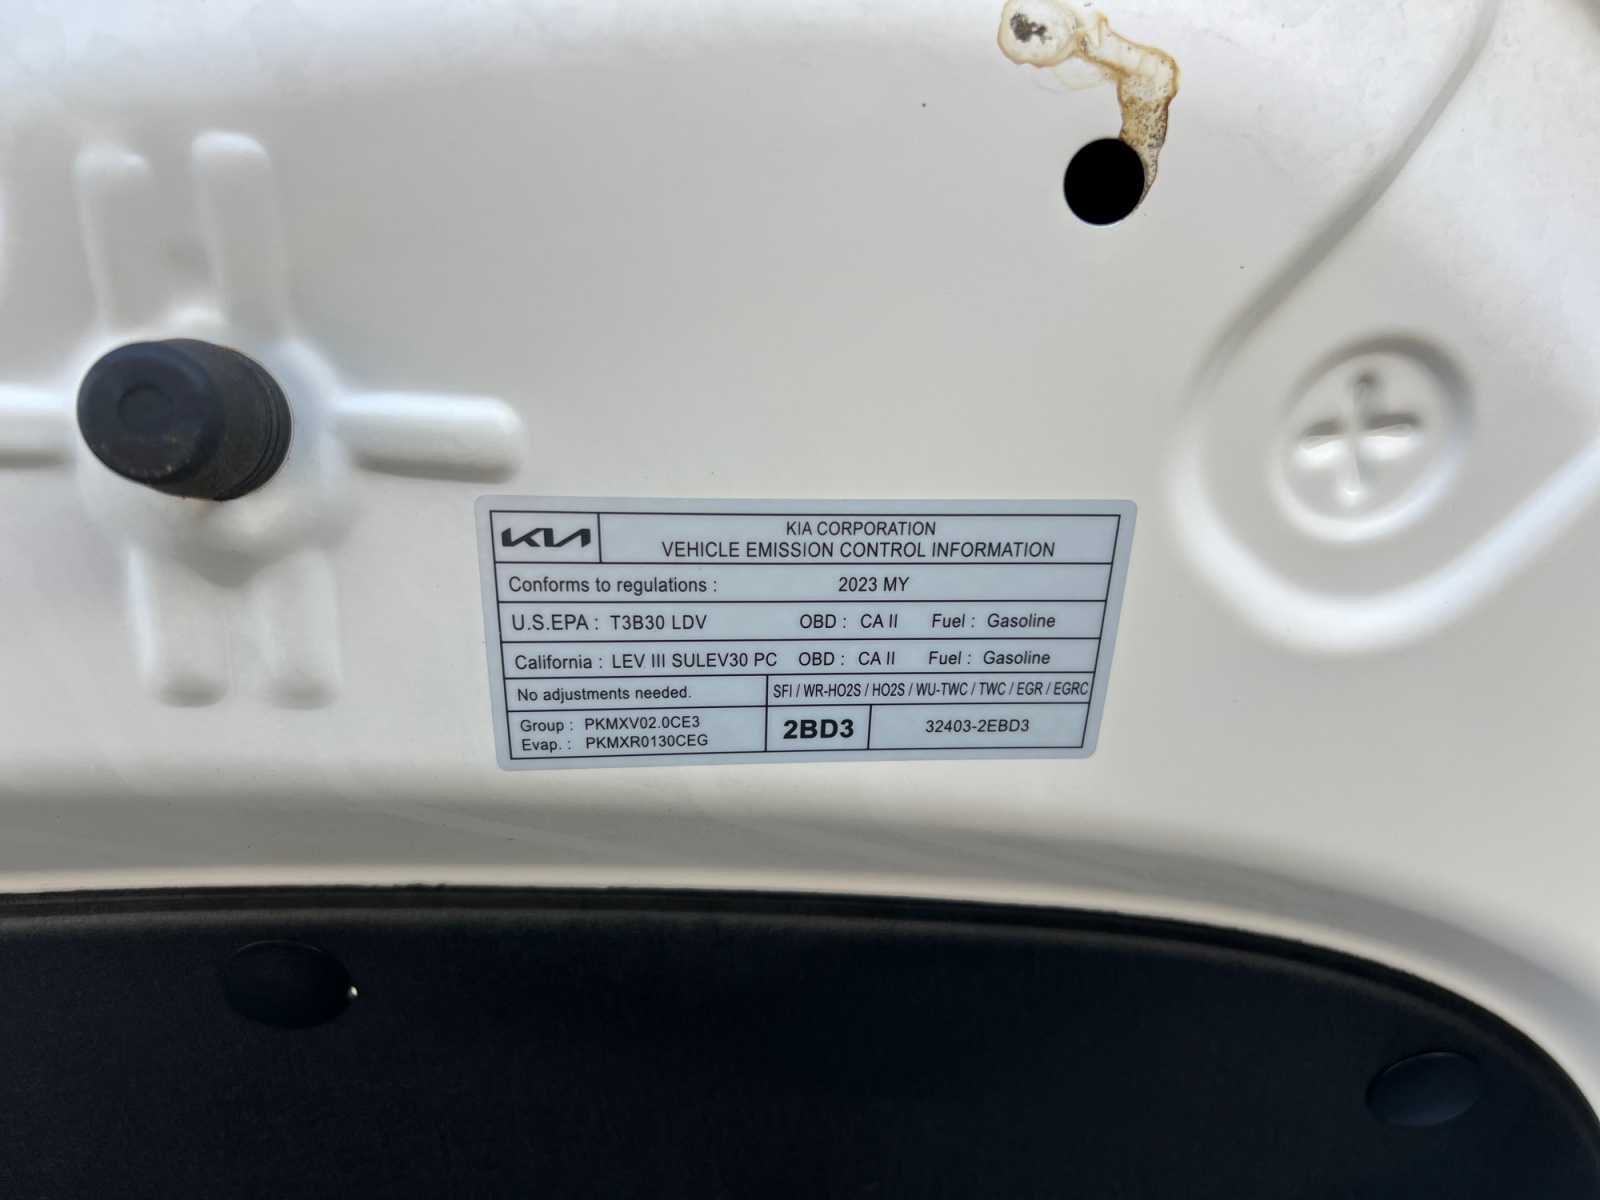 KIA KIA CORPORATION
VEHICLE EMISSION CONTROL INFORMATION
Conforms to regulations : 2023 MY
U.S.EPA : T3B30 LDV OBD : CA II Fuel : Gasoline
California : LEV III SULEV30 PC OBD : CA II Fuel : Gasoline
No adjustments needed. SFI / WR-HO2S / HO2S / WU-TWC / TWC / EGR / EGRC
Group : PKMXV02.0CE3
Evap. : PKMXR0130CEG
2BD3 32403-2EBD3